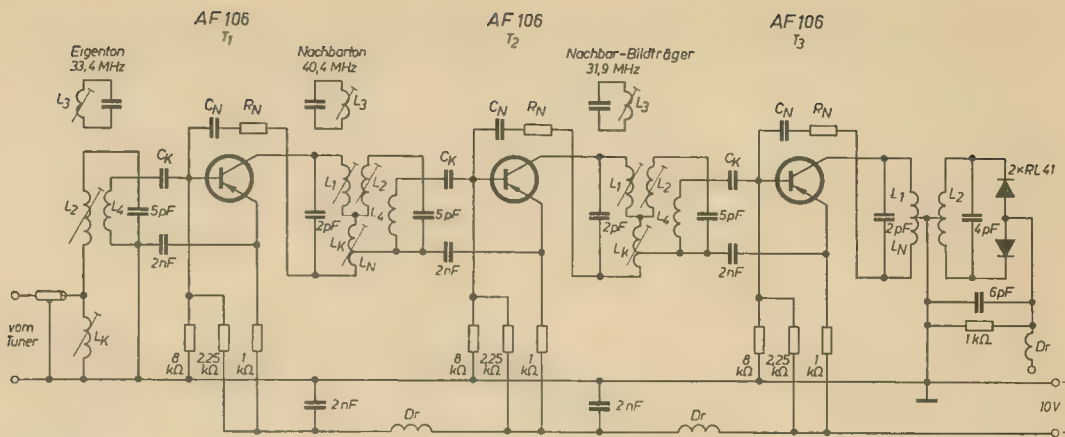 AF 106
T1
AF 106
T2
AF 106
T3
Eigenton
33,4 MHz
Nachbarton
40,4 MHz
Nachbar-Bildträger
31,9 MHz
L3
L3
L3
CN RN
CN RN
CN RN
CK
CK
CK
2×RL 41
L2 L4 5pF
2nF
L1 L2
2pF
L4 5pF
LK
LN
2nF
L1 L2
2pF
L4 5pF
LK
2nF
L1 L2
2pF 4pF
LN
6pF
1kΩ
Dr
vom
Tuner
LK
8
kΩ
2,25
kΩ
1
kΩ
8
kΩ
2,25
kΩ
1
kΩ
8
kΩ
2,25
kΩ
1
kΩ
2nF
Dr
2nF
Dr
+
10V
-